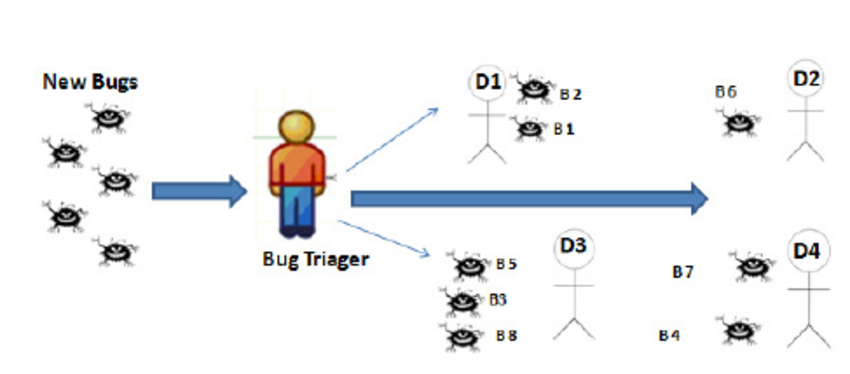 New Bugs
Bug Triager
D1
B2
B1
B6
D2
D3
B5
B3
B8
D4
B7
B4